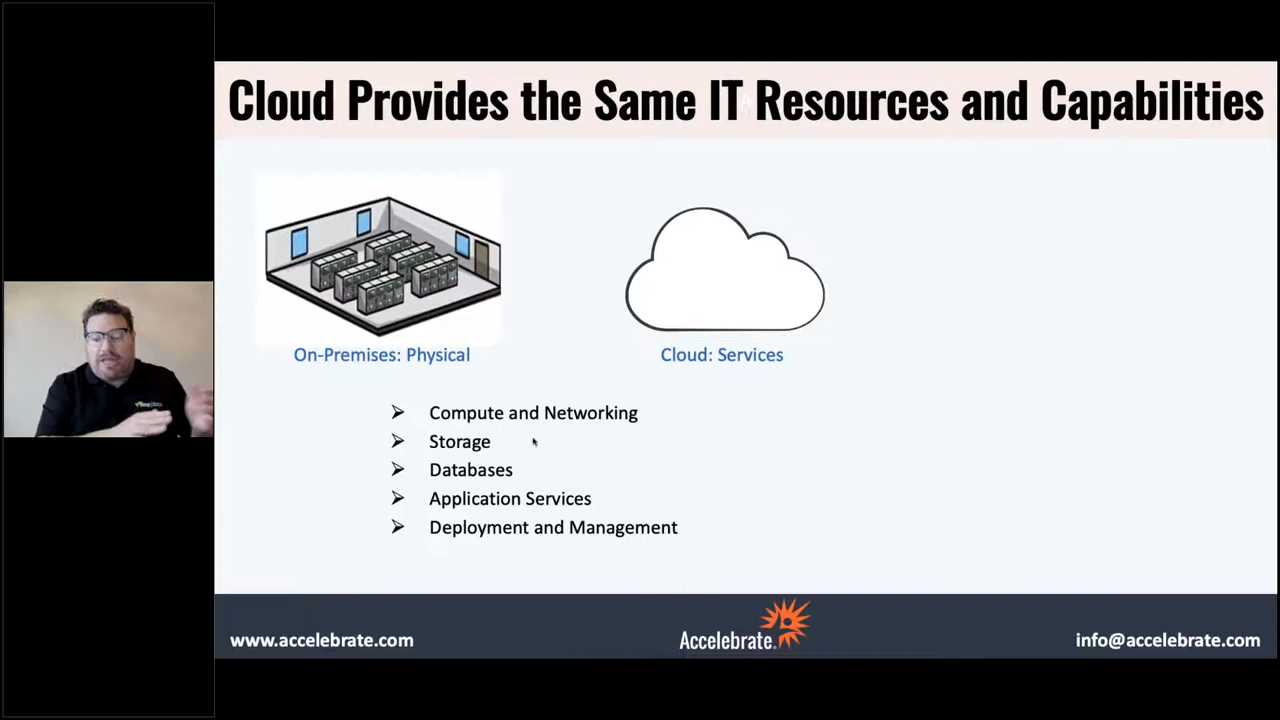 Cloud Provides the Same IT Resources and Capabilities
On-Premises: Physical
Cloud: Services
➢ Compute and Networking
➢ Storage
➢ Databases
➢ Application Services
➢ Deployment and Management
www.accelebrate.com
Accelebrate.
info@accelebrate.com